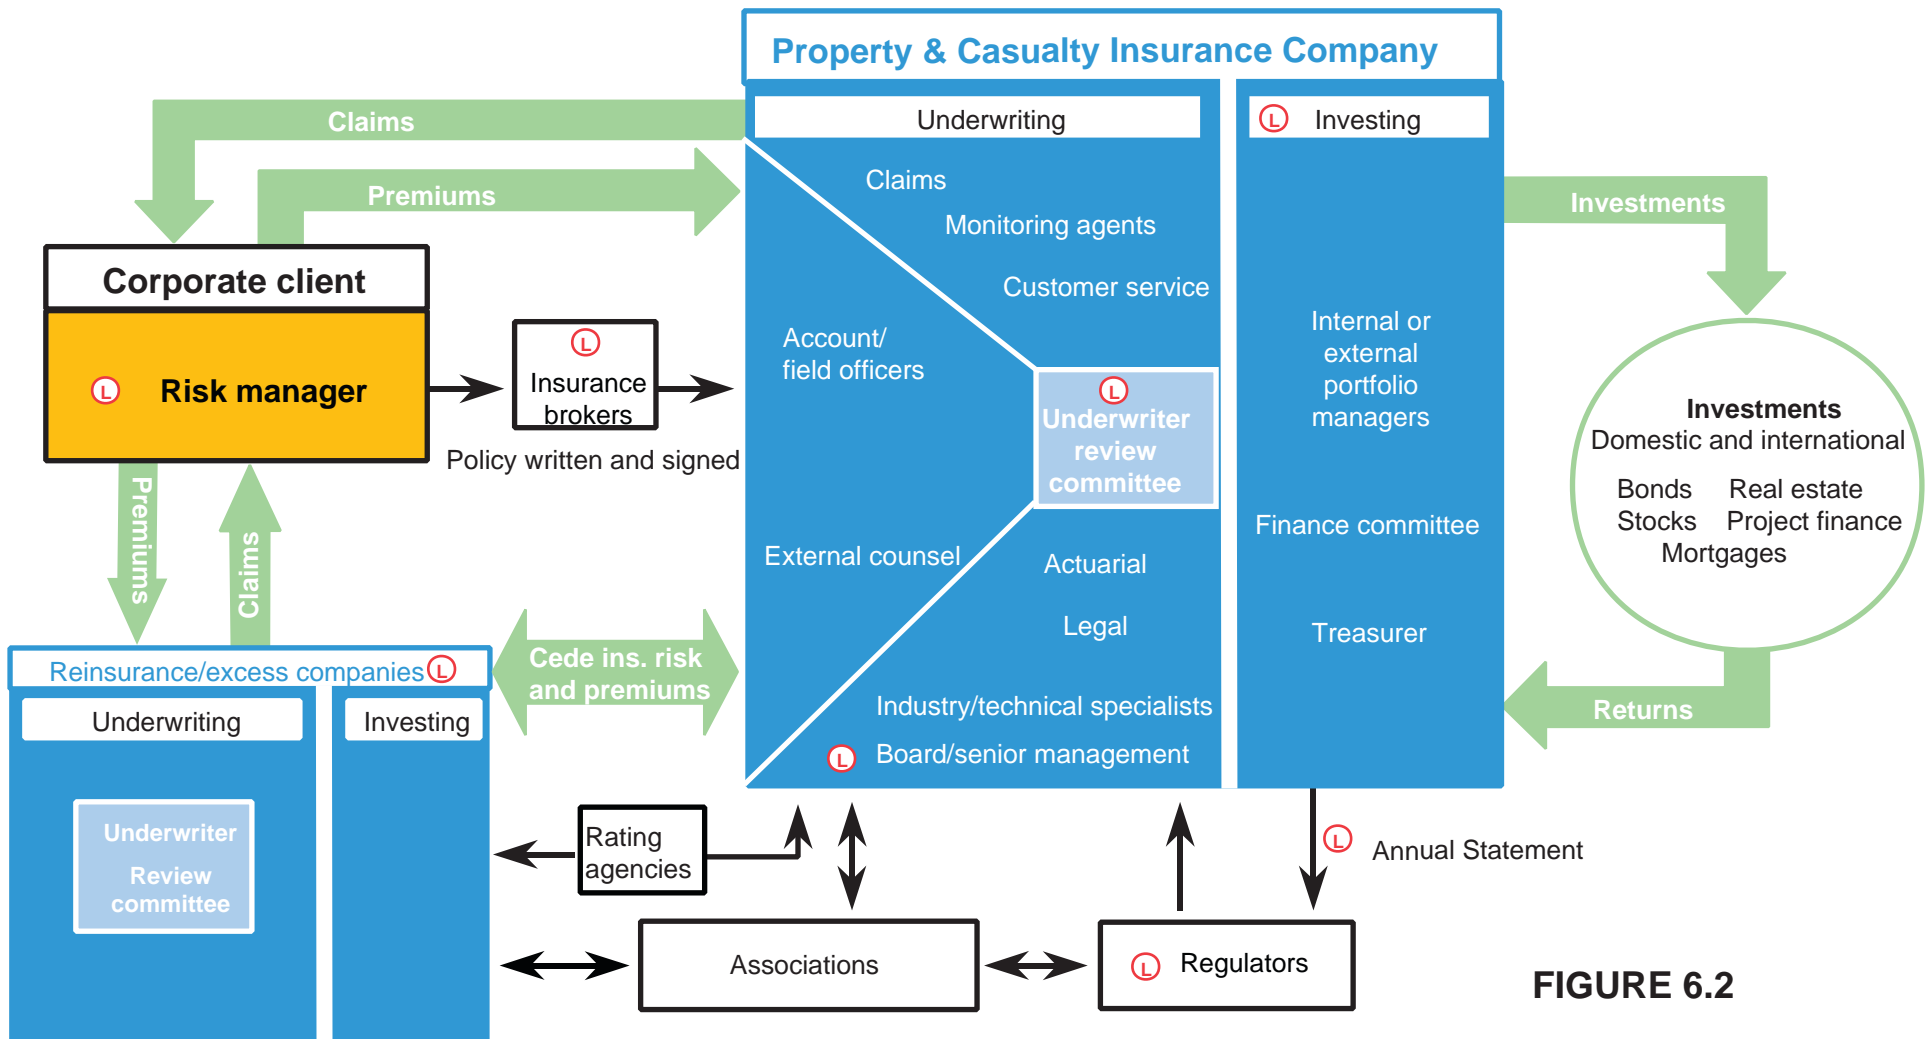 Property & Casualty Insurance Company
Claims
Underwriting
L Investing
Premiums
Claims
Monitoring agents
Customer service
Investments
Corporate client
L Risk manager
L
Insurance
brokers
Policy written and signed
Account/
field officers
L
Underwriter
review
committee
Internal or
external
portfolio
managers
Investments
Domestic and international
Bonds Real estate
Stocks Project finance
Mortgages
Premiums
Claims
External counsel
Actuarial
Legal
Finance committee
Treasurer
Reinsurance/excess companies L
Cede ins. risk
and premiums
Industry/technical specialists
L Board/senior management
Returns
Underwriting
Investing
Underwriter
Review
committee
Rating
agencies
L Annual Statement
Associations
L Regulators
FIGURE 6.2